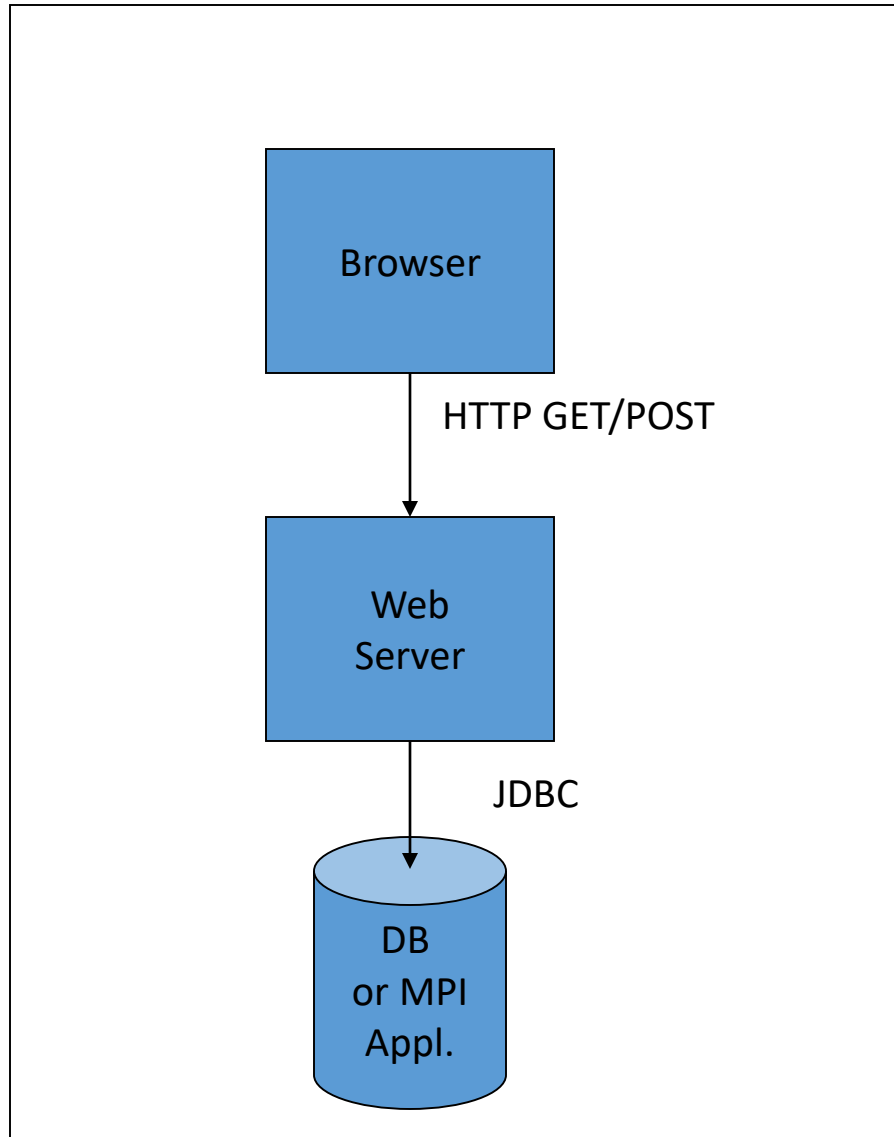 Browser
HTTP GET/POST
Web
Server
JDBC
DB
or MPI
Appl.